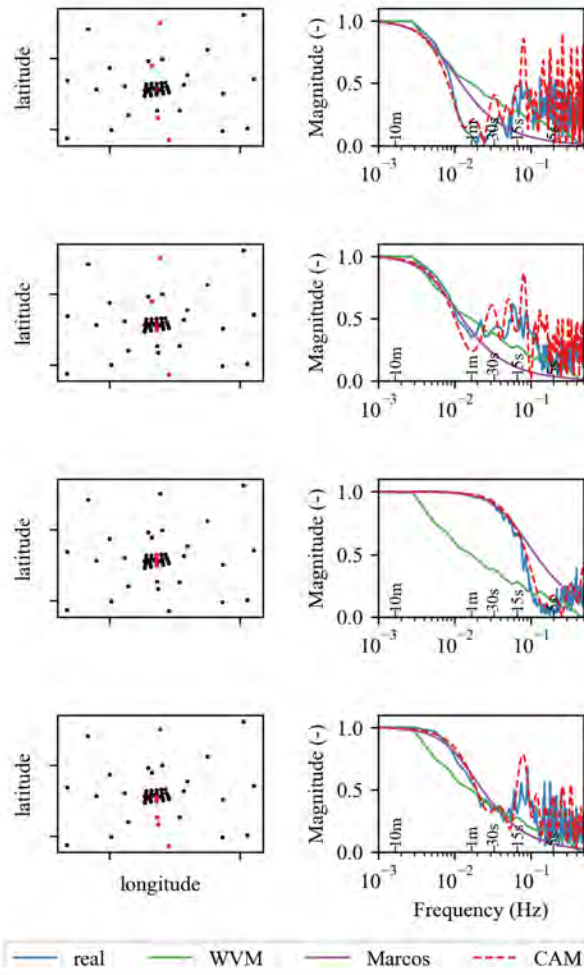 latitude
Magnitude (-)
1.0
0.5
0.0
10m
1m
30s
15s
5s
10⁻³ 10⁻² 10⁻¹
latitude
Magnitude (-)
1.0
0.5
0.0
10m
1m
30s
15s
5s
10⁻³ 10⁻² 10⁻¹
latitude
Magnitude (-)
1.0
0.5
0.0
10m
1m
30s
15s
5s
10⁻³ 10⁻² 10⁻¹
latitude
Magnitude (-)
1.0
0.5
0.0
10m
1m
30s
15s
5s
10⁻³ 10⁻² 10⁻¹
longitude
Frequency (Hz)
real WVM Marcos CAM